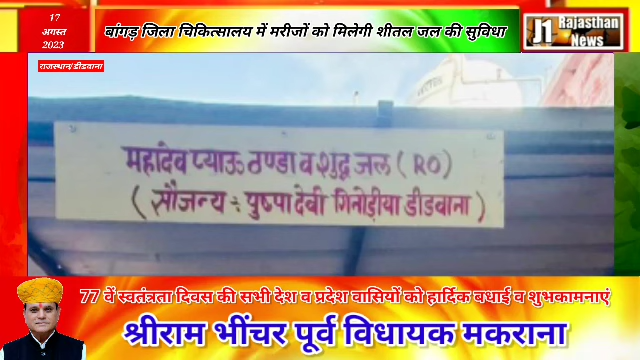 17
अगस्त
2023
बांगड़ जिला चिकित्सालय में मरीजों को मिलेगी शीतल जल की सुविधा
J1 Rajasthan
News
राजस्थान/डीडवाना
महादेव प्याऊ ठण्डा व शुद्ध जल (RO)
(सौजन्य ÷ पुष्पा देवी गिनोड़ीया डीडवाना)
77 वें स्वतंत्रता दिवस की सभी देश व प्रदेश वासियों को हार्दिक बधाई व शुभकामनाएं
श्रीराम भींचर पूर्व विधायक मकराना